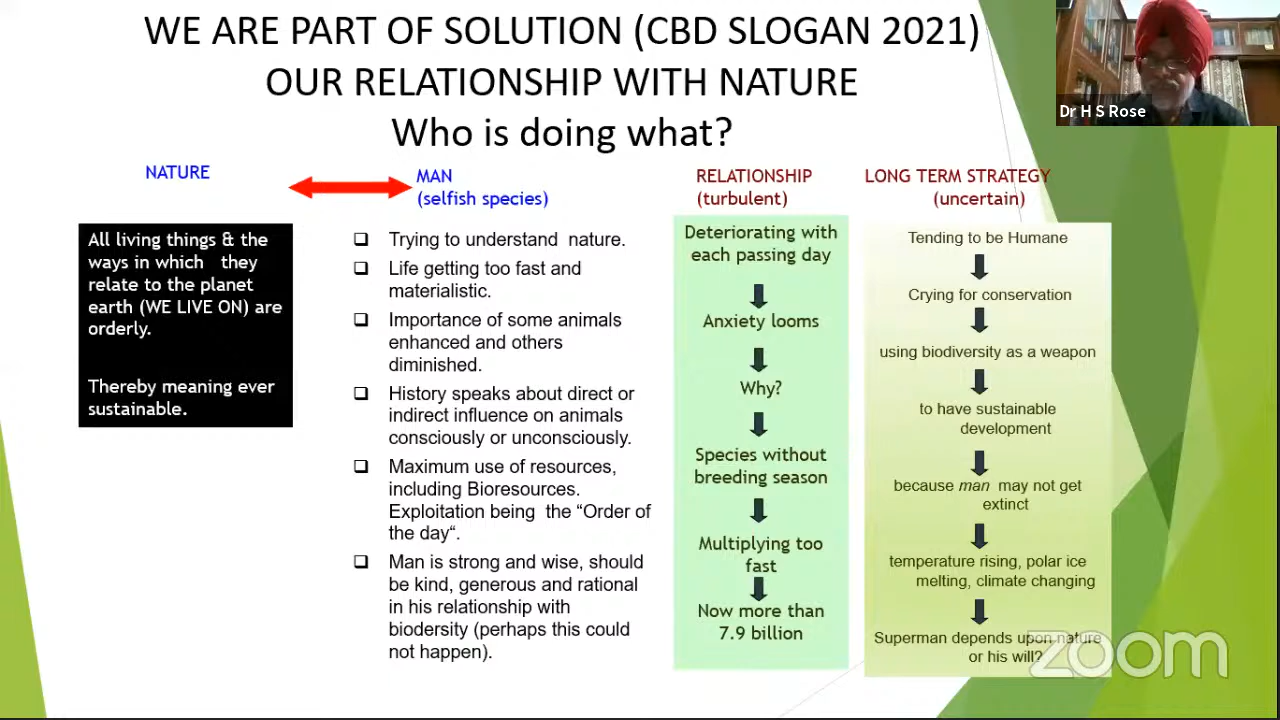 WE ARE PART OF SOLUTION (CBD SLOGAN 2021)
OUR RELATIONSHIP WITH NATURE
Who is doing what?
Dr H S Rose
NATURE
All living things & the
ways in which they
relate to the planet
earth (WE LIVE ON) are
orderly.
Thereby meaning ever
sustainable.
MAN
(selfish species)
Trying to understand nature.
Life getting too fast and
materialistic.
Importance of some animals
enhanced and others
diminished.
History speaks about direct or
indirect influence on animals
consciously or unconsciously.
Maximum use of resources,
including Bioresources.
Exploitation being the “Order of
the day“.
Man is strong and wise, should
be kind, generous and rational
in his relationship with
biodersity (perhaps this could
not happen).
RELATIONSHIP
(turbulent)
Deteriorating with
each passing day
Anxiety looms
Why?
Species without
breeding season
Multiplying too
fast
Now more than
7.9 billion
LONG TERM STRATEGY
(uncertain)
Tending to be Humane
Crying for conservation
using biodiversity as a weapon
to have sustainable
development
because man may not get
extinct
temperature rising, polar ice
melting, climate changing
Superman depends upon nature
or his will?
zoom